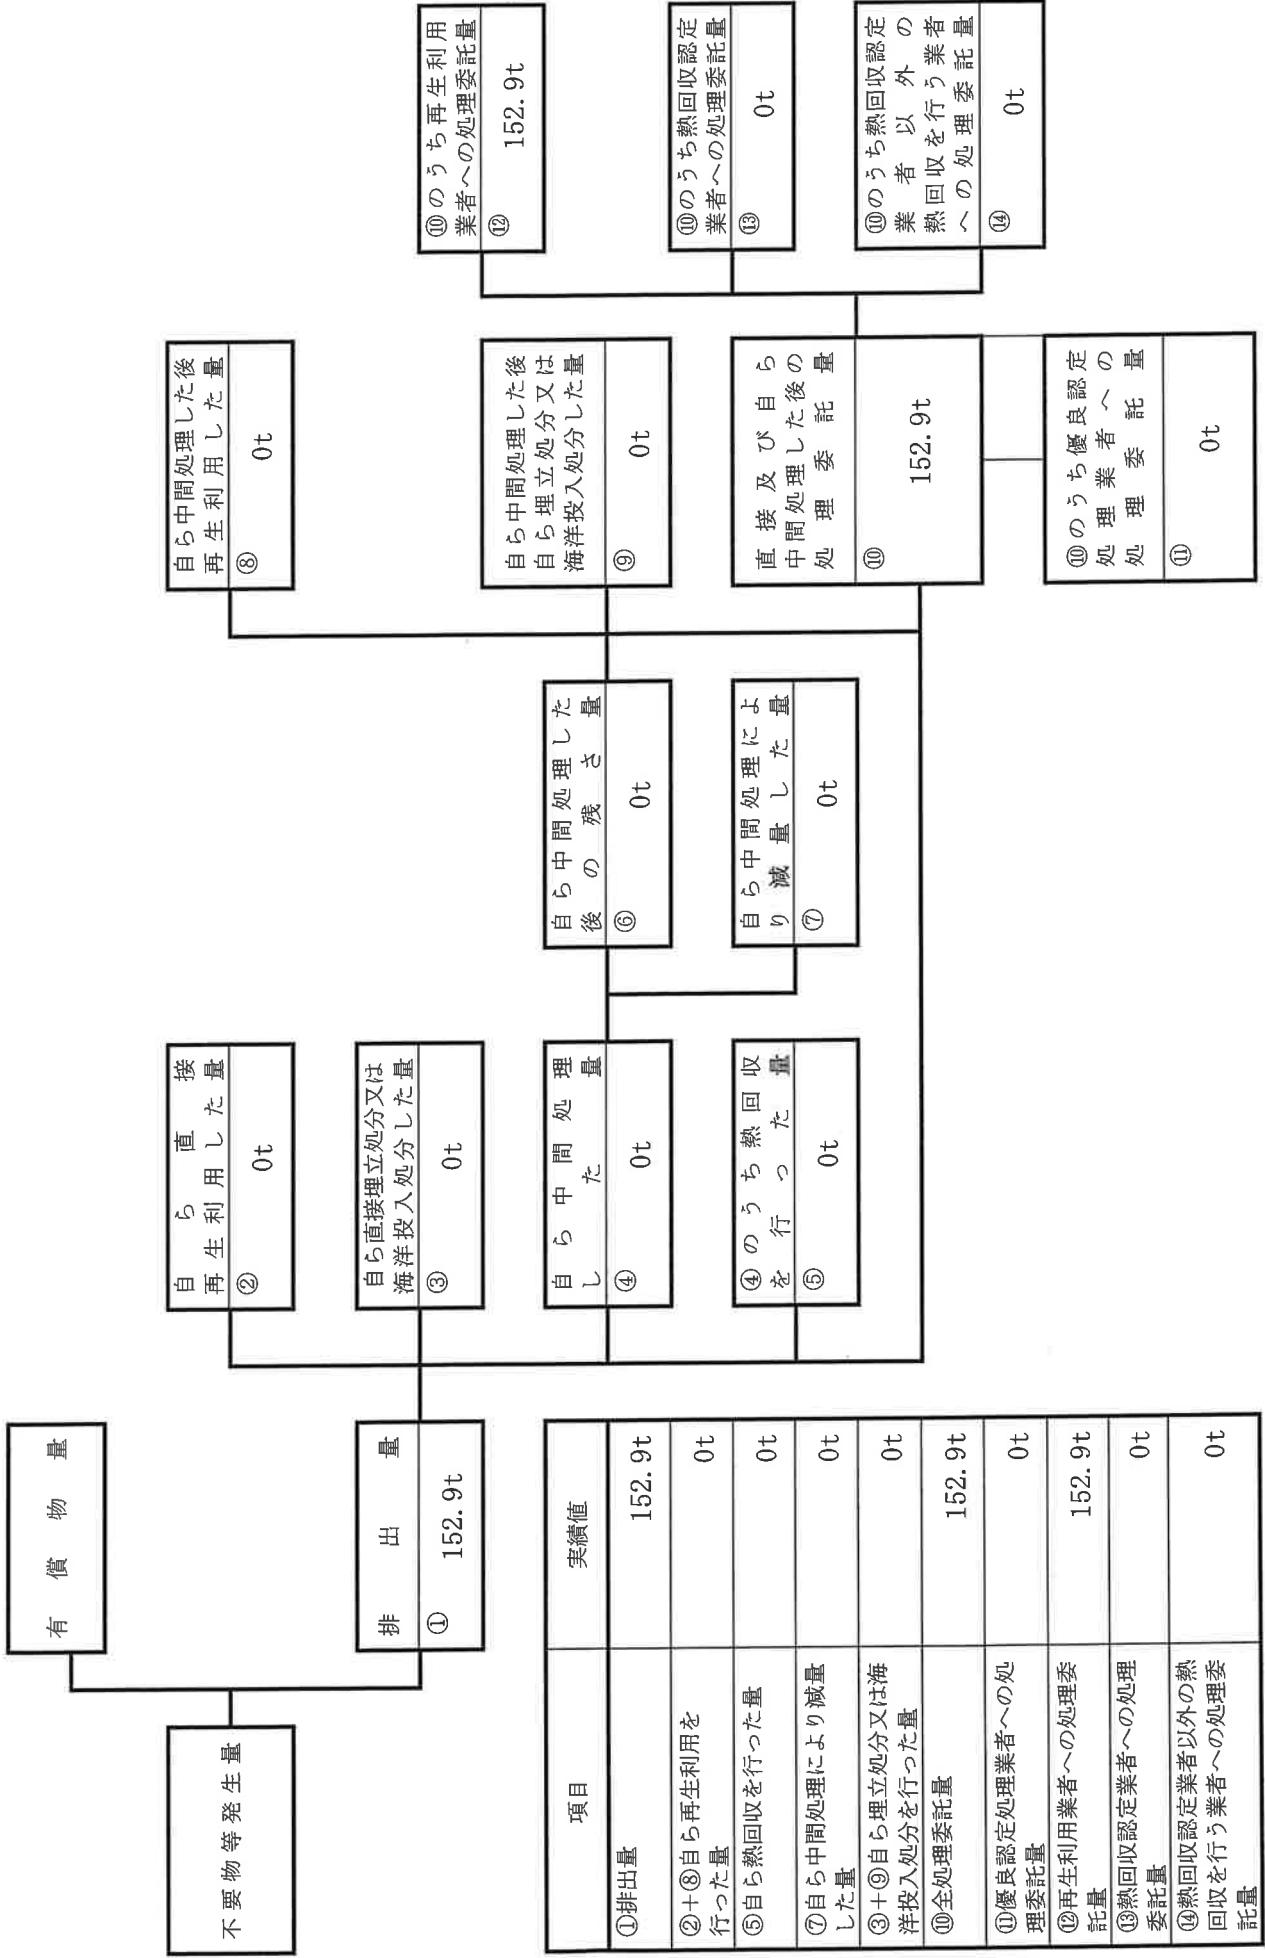 不要物等発生量
有償物量
排出量
① 152.9t
自ら直接
再生利用した量
② 0t
自ら直接埋立処分又は
海洋投入処分した量
③ 0t
自ら中間処理
した量
④ 0t
④のうち熱回収
を行った量
⑤ 0t
自ら中間処理した
後の残さ量
⑥ 0t
自ら中間処理によ
り減量した量
⑦ 0t
自ら中間処理した後
再生利用した量
⑧ 0t
自ら中間処理した後
自ら埋立処分又は
海洋投入処分した量
⑨ 0t
直接及び自ら
中間処理した後の
処理委託量
⑩ 152.9t
⑩のうち優良認定
処理業者への
処理委託量
⑪ 0t
⑩のうち再生利用
業者への処理委託量
⑫ 152.9t
⑩のうち熱回収認定
業者への処理委託量
⑬ 0t
⑩のうち熱回収認定
業者以外の
熱回収を行う業者
への処理委託量
⑭ 0t
項目 実績値
①排出量 152.9t
②＋⑧自ら再生利用を
行った量 0t
⑤自ら熱回収を行った量 0t
⑦自ら中間処理により減量
した量 0t
③＋⑨自ら埋立処分又は海
洋投入処分を行った量 0t
⑩全処理委託量 152.9t
⑪優良認定処理業者への処
理委託量 0t
⑫再生利用業者への処理委
託量 152.9t
⑬熱回収認定業者への処理
委託量 0t
⑭熱回収認定業者以外の熱
回収を行う業者への処理委
託量 0t